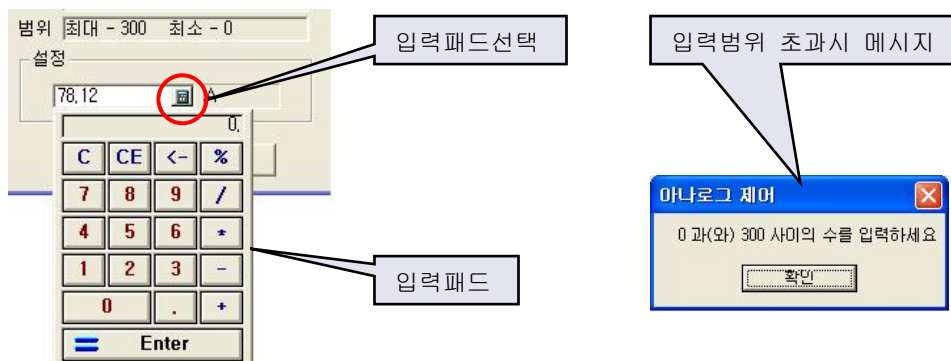 범위 최대 - 300 최소 - 0
설정
78.12 A
0.
C CE <- %
7 8 9 /
4 5 6 *
1 2 3 -
0 . +
= Enter
입력패드선택
입력패드
입력범위 초과시 메시지
아나로그 제어
0 과(와) 300 사이의 수를 입력하세요
확인